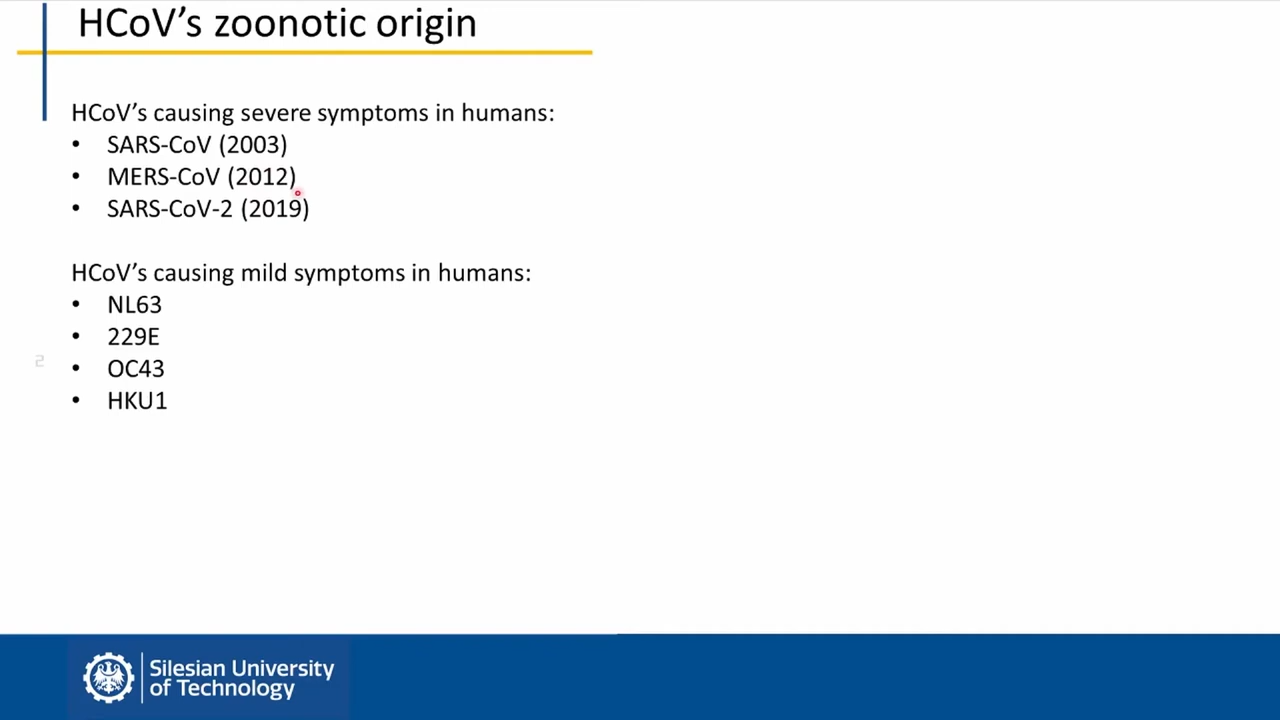 HCoV’s zoonotic origin
HCoV’s causing severe symptoms in humans:
• SARS-CoV (2003)
• MERS-CoV (2012)
• SARS-CoV-2 (2019)
HCoV’s causing mild symptoms in humans:
• NL63
• 229E
2
• OC43
• HKU1
Silesian University
of Technology